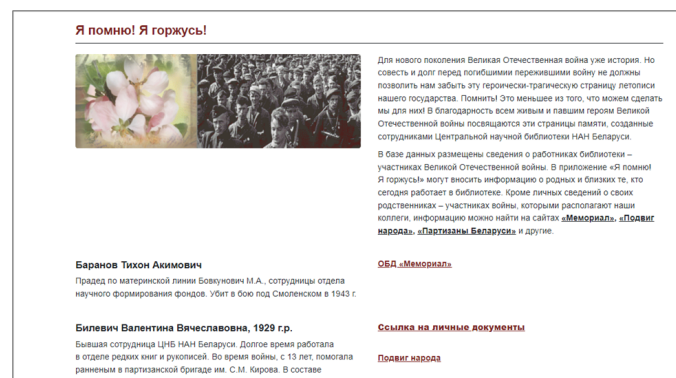 Я помню! Я горжусь!
Для нового поколения Великая Отечественная война уже история. Но
совесть и долг перед погибшимии пережившими войну не должны
позволить нам забыть эту героически-трагическую страницу летописи
нашего государства. Помнить! Это меньшее из того, что можем сделать
мы для них! В благодарность всем живым и павшим героям Великой
Отечественной войны посвящаются эти страницы памяти, созданные
сотрудниками Центральной научной библиотеки НАН Беларуси.
В базе данных размещены сведения о работниках библиотеки –
участниках Великой Отечественной войны. В приложение «Я помню!
Я горжусь!» могут вносить информацию о родных и близких те, кто
сегодня работает в библиотеке. Кроме личных сведений о своих
родственниках – участниках войны, которыми располагают наши
коллеги, информацию можно найти на сайтах «Мемориал», «Подвиг
народа», «Партизаны Беларуси» и другие.
Баранов Тихон Акимович
Прадед по материнской линии Бовкунович М.А., сотрудницы отдела
научного формирования фондов. Убит в бою под Смоленском в 1943 г.
ОБД «Мемориал»
Билевич Валентина Вячеславовна, 1929 г.р.
Бывшая сотрудница ЦНБ НАН Беларуси. Долгое время работала
в отделе редких книг и рукописей. Во время войны, с 13 лет, помогала
раненным в партизанской бригаде им. С.М. Кирова. В составе
Ссылка на личные документы
Подвиг народа